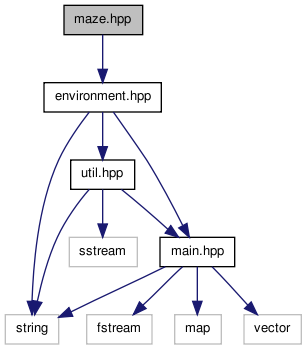 maze.hpp
environment.hpp
util.hpp
sstream
main.hpp
string
fstream
map
vector